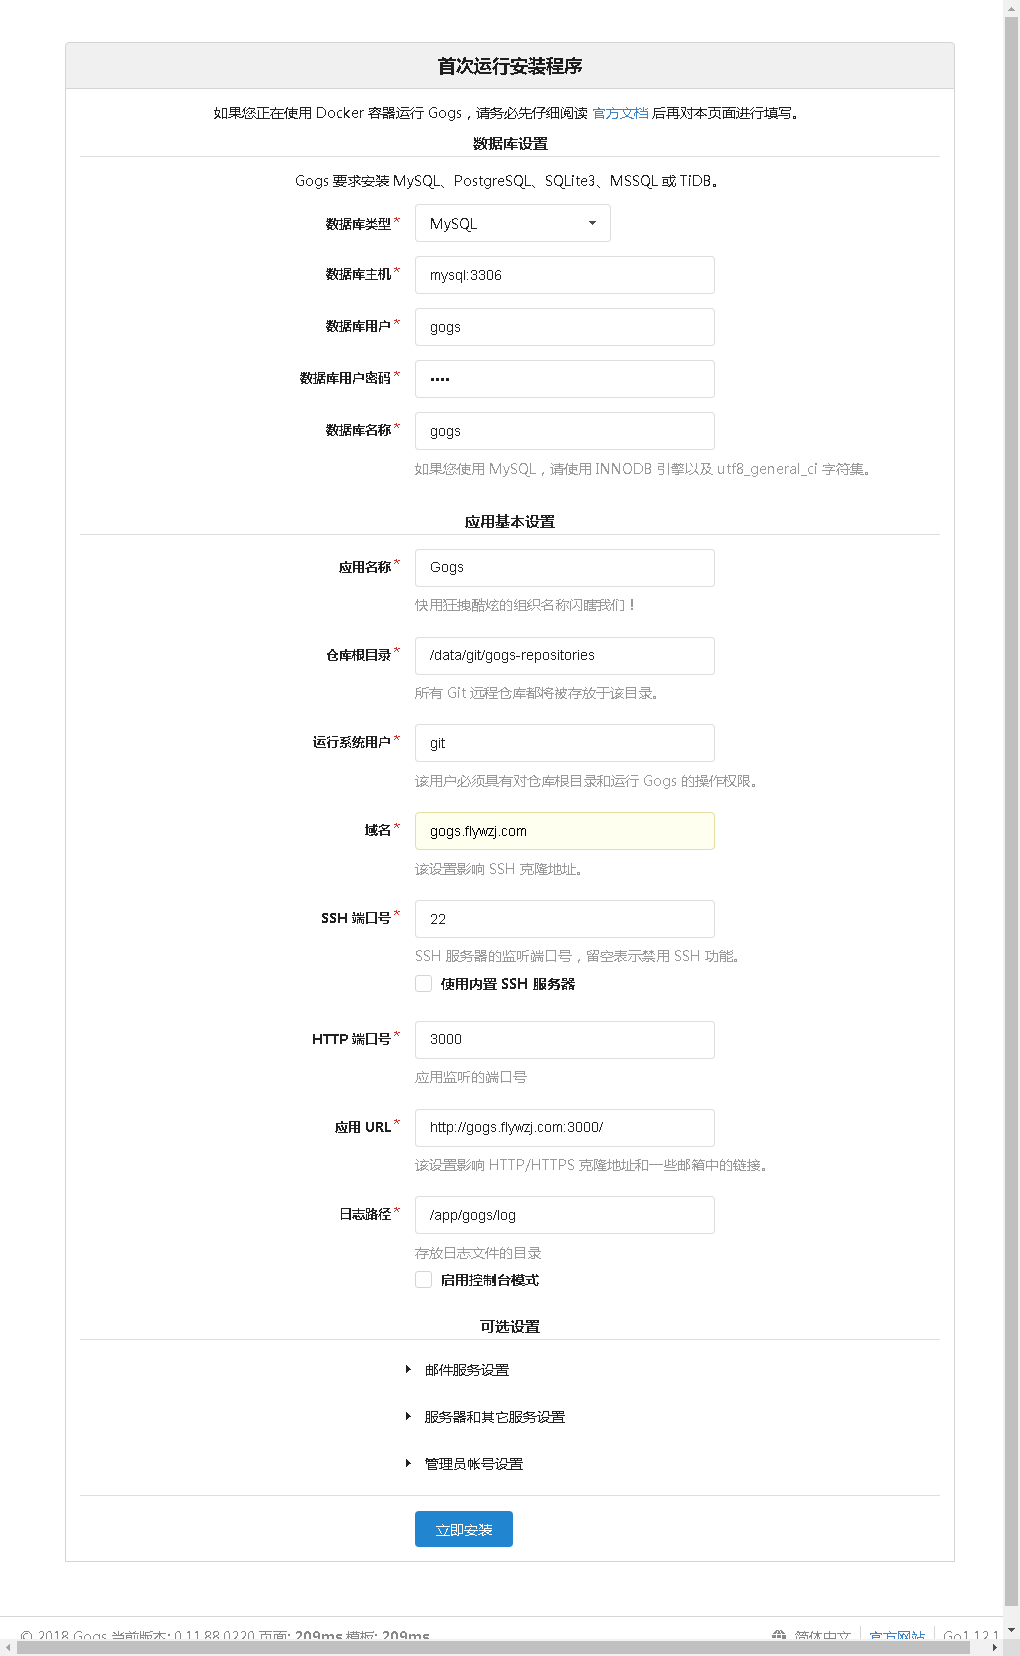 首次运行安装程序
如果您正在使用 Docker 容器运行 Gogs，请务必先仔细阅读 官方文档 后再对本页面进行填写。
数据库设置
Gogs 要求安装 MySQL、PostgreSQL、SQLite3、MSSQL 或 TiDB。
数据库类型* MySQL
数据库主机* mysql:3306
数据库用户* gogs
数据库用户密码* ••••
数据库名称* gogs
如果您使用 MySQL，请使用 INNODB 引擎以及 utf8_general_ci 字符集。
应用基本设置
应用名称* Gogs
快用狂拽酷炫的组织名称闪瞎我们！
仓库根目录* /data/git/gogs-repositories
所有 Git 远程仓库都将被存放于该目录。
运行系统用户* git
该用户必须具有对仓库根目录和运行 Gogs 的操作权限。
域名* gogs.flywzj.com
该设置影响 SSH 克隆地址。
SSH 端口号* 22
SSH 服务器的监听端口号，留空表示禁用 SSH 功能。
使用内置 SSH 服务器
HTTP 端口号* 3000
应用监听的端口号
应用 URL* http://gogs.flywzj.com:3000/
该设置影响 HTTP/HTTPS 克隆地址和一些邮箱中的链接。
日志路径* /app/gogs/log
存放日志文件的目录
启用控制台模式
可选设置
邮件服务设置
服务器和其它服务设置
管理员帐号设置
立即安装
© 2018 Gogs 当前版本: 0.11.88.0220 页面: 209ms 模板: 209ms 简体中文 官方网站 Go1.12.1